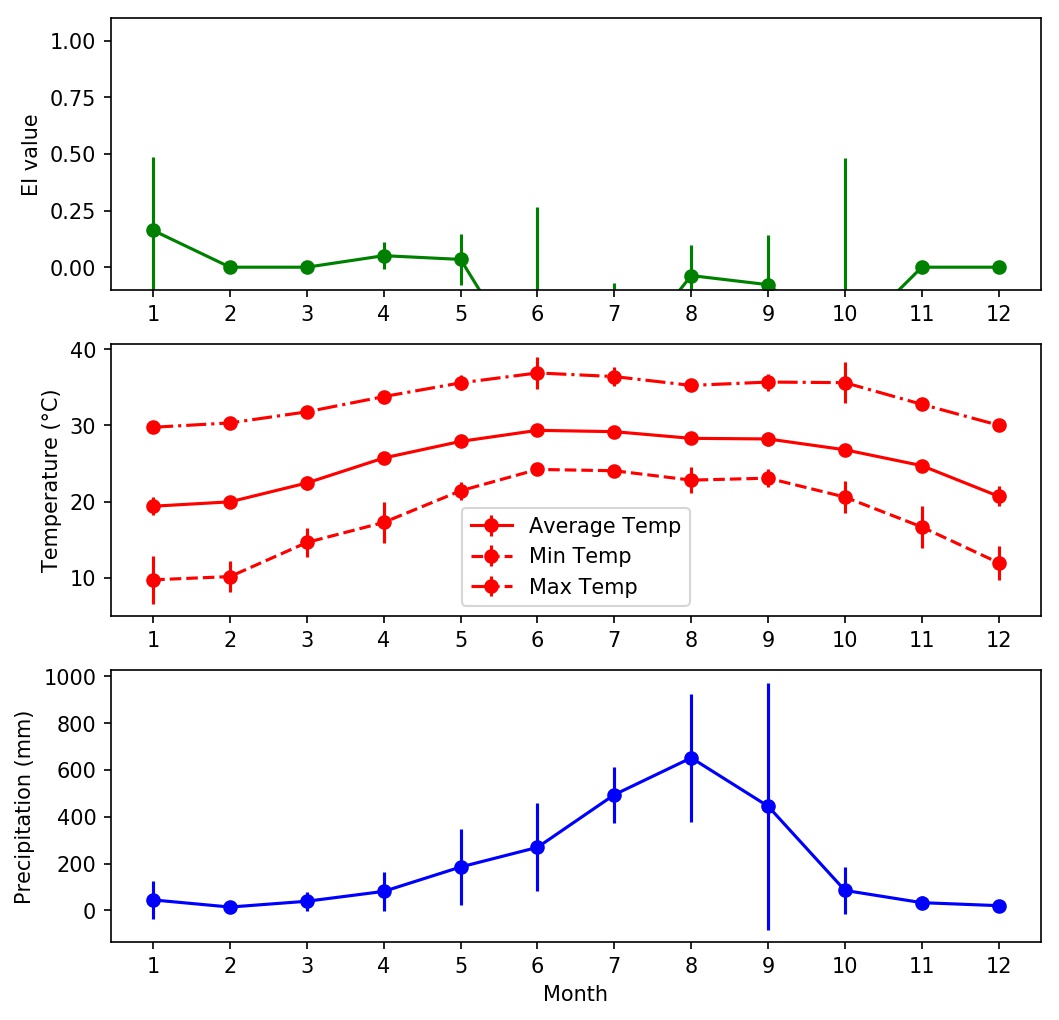 EI value
1.00
0.75
0.50
0.25
0.00
1 2 3 4 5 6 7 8 9 10 11 12
Temperature (°C)
40
30
20
10
Average Temp
Min Temp
Max Temp
1 2 3 4 5 6 7 8 9 10 11 12
Precipitation (mm)
1000
800
600
400
200
0
1 2 3 4 5 6 7 8 9 10 11 12
Month